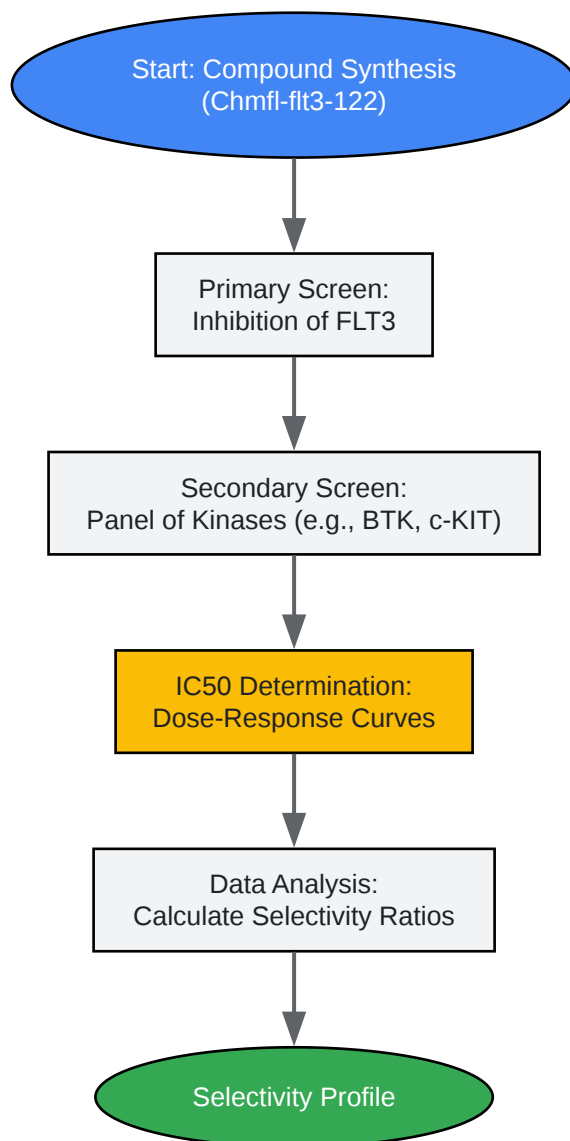 Start: Compound Synthesis
(Chmfl-flt3-122)
Primary Screen:
Inhibition of FLT3
Secondary Screen:
Panel of Kinases (e.g., BTK, c-KIT)
IC50 Determination:
Dose-Response Curves
Data Analysis:
Calculate Selectivity Ratios
Selectivity Profile